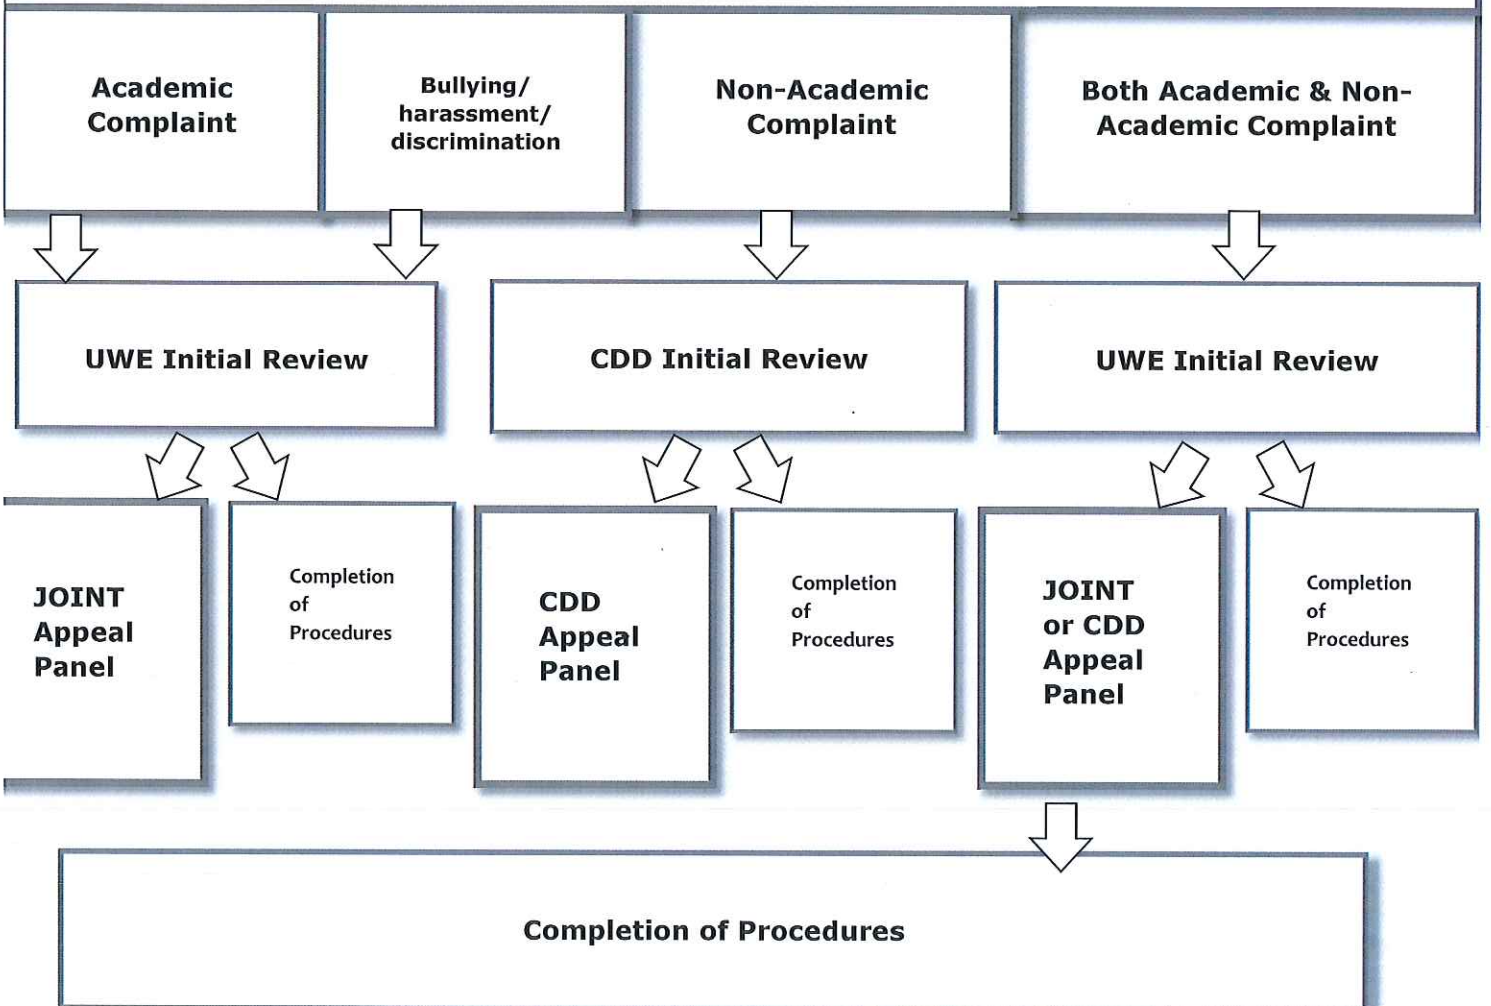 Academic
Complaint
Bullying/
harassment/
discrimination
Non-Academic
Complaint
Both Academic & Non-
Academic Complaint
UWE Initial Review
CDD Initial Review
UWE Initial Review
JOINT
Appeal
Panel
Completion
of
Procedures
CDD
Appeal
Panel
Completion
of
Procedures
JOINT
or CDD
Appeal
Panel
Completion
of
Procedures
Completion of Procedures